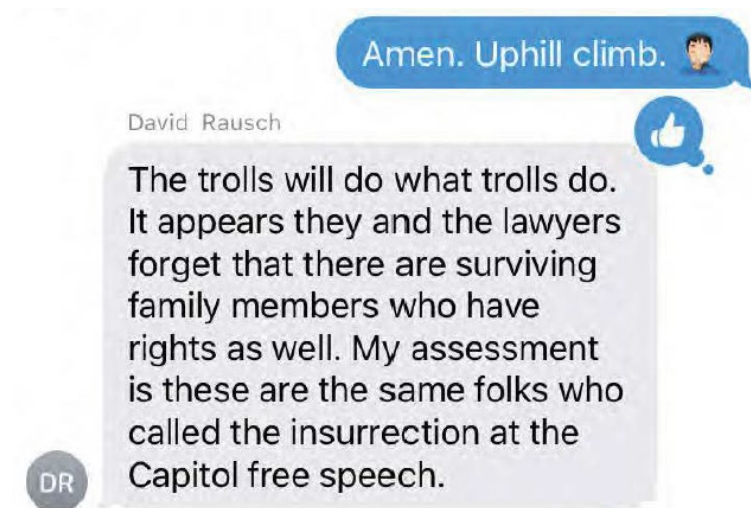 Amen. Uphill climb. 🤦🏻‍♂️
David Rausch
The trolls will do what trolls do.
It appears they and the lawyers
forget that there are surviving
family members who have
rights as well. My assessment
is these are the same folks who
called the insurrection at the
Capitol free speech.
DR